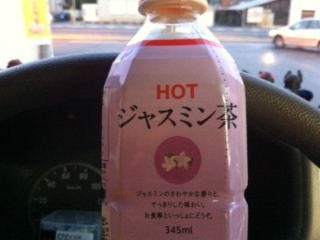 HOT
ジャスミン茶
ジャスミンのさわやかな香りと、
すっきりした味わい。
お食事といっしょにどうぞ。
345ml